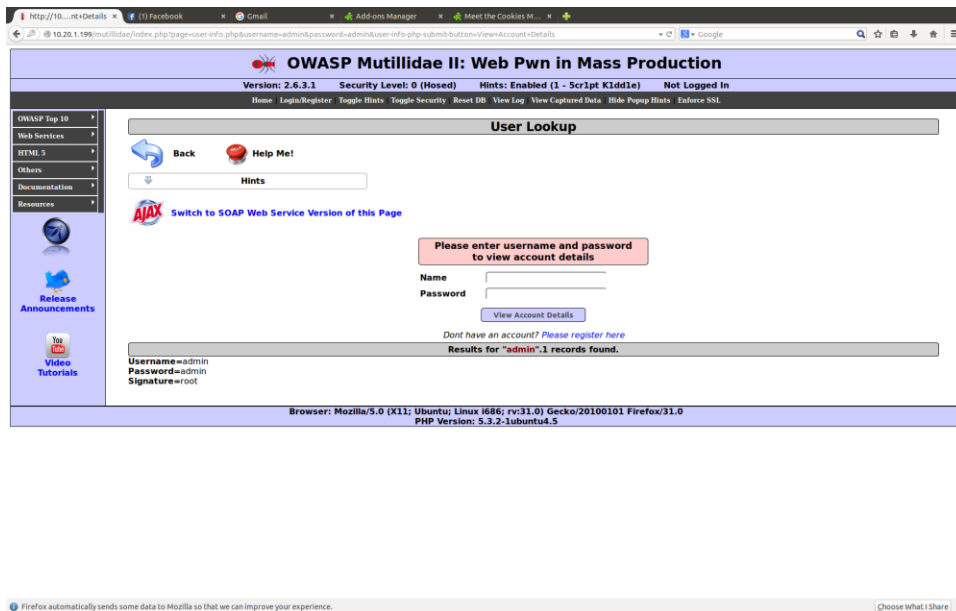 http://10....nt+Details
(1) Facebook
Gmail
Add-ons Manager
Meet the Cookies M...
10.20.1.199/mutillidae/index.php?page=user-info.php&username=admin&password=admin&user-info-php-submit-button=View+Account+Details
Google
OWASP Mutillidae II: Web Pwn in Mass Production
Version: 2.6.3.1 Security Level: 0 (Hosed) Hints: Enabled (1 - 5cr1pt K1dd1e) Not Logged In
Home Login/Register Toggle Hints Toggle Security Reset DB View Log View Captured Data Hide Popup Hints Enforce SSL
OWASP Top 10
Web Services
HTML 5
Others
Documentation
Resources
Release
Announcements
You
Tube
Video
Tutorials
User Lookup
Back Help Me!
Hints
AJAX Switch to SOAP Web Service Version of this Page
Please enter username and password
to view account details
Name
Password
View Account Details
Dont have an account? Please register here
Results for "admin".1 records found.
Username=admin
Password=admin
Signature=root
Browser: Mozilla/5.0 (X11; Ubuntu; Linux i686; rv:31.0) Gecko/20100101 Firefox/31.0
PHP Version: 5.3.2-1ubuntu4.5
Firefox automatically sends some data to Mozilla so that we can improve your experience.
Choose What I Share